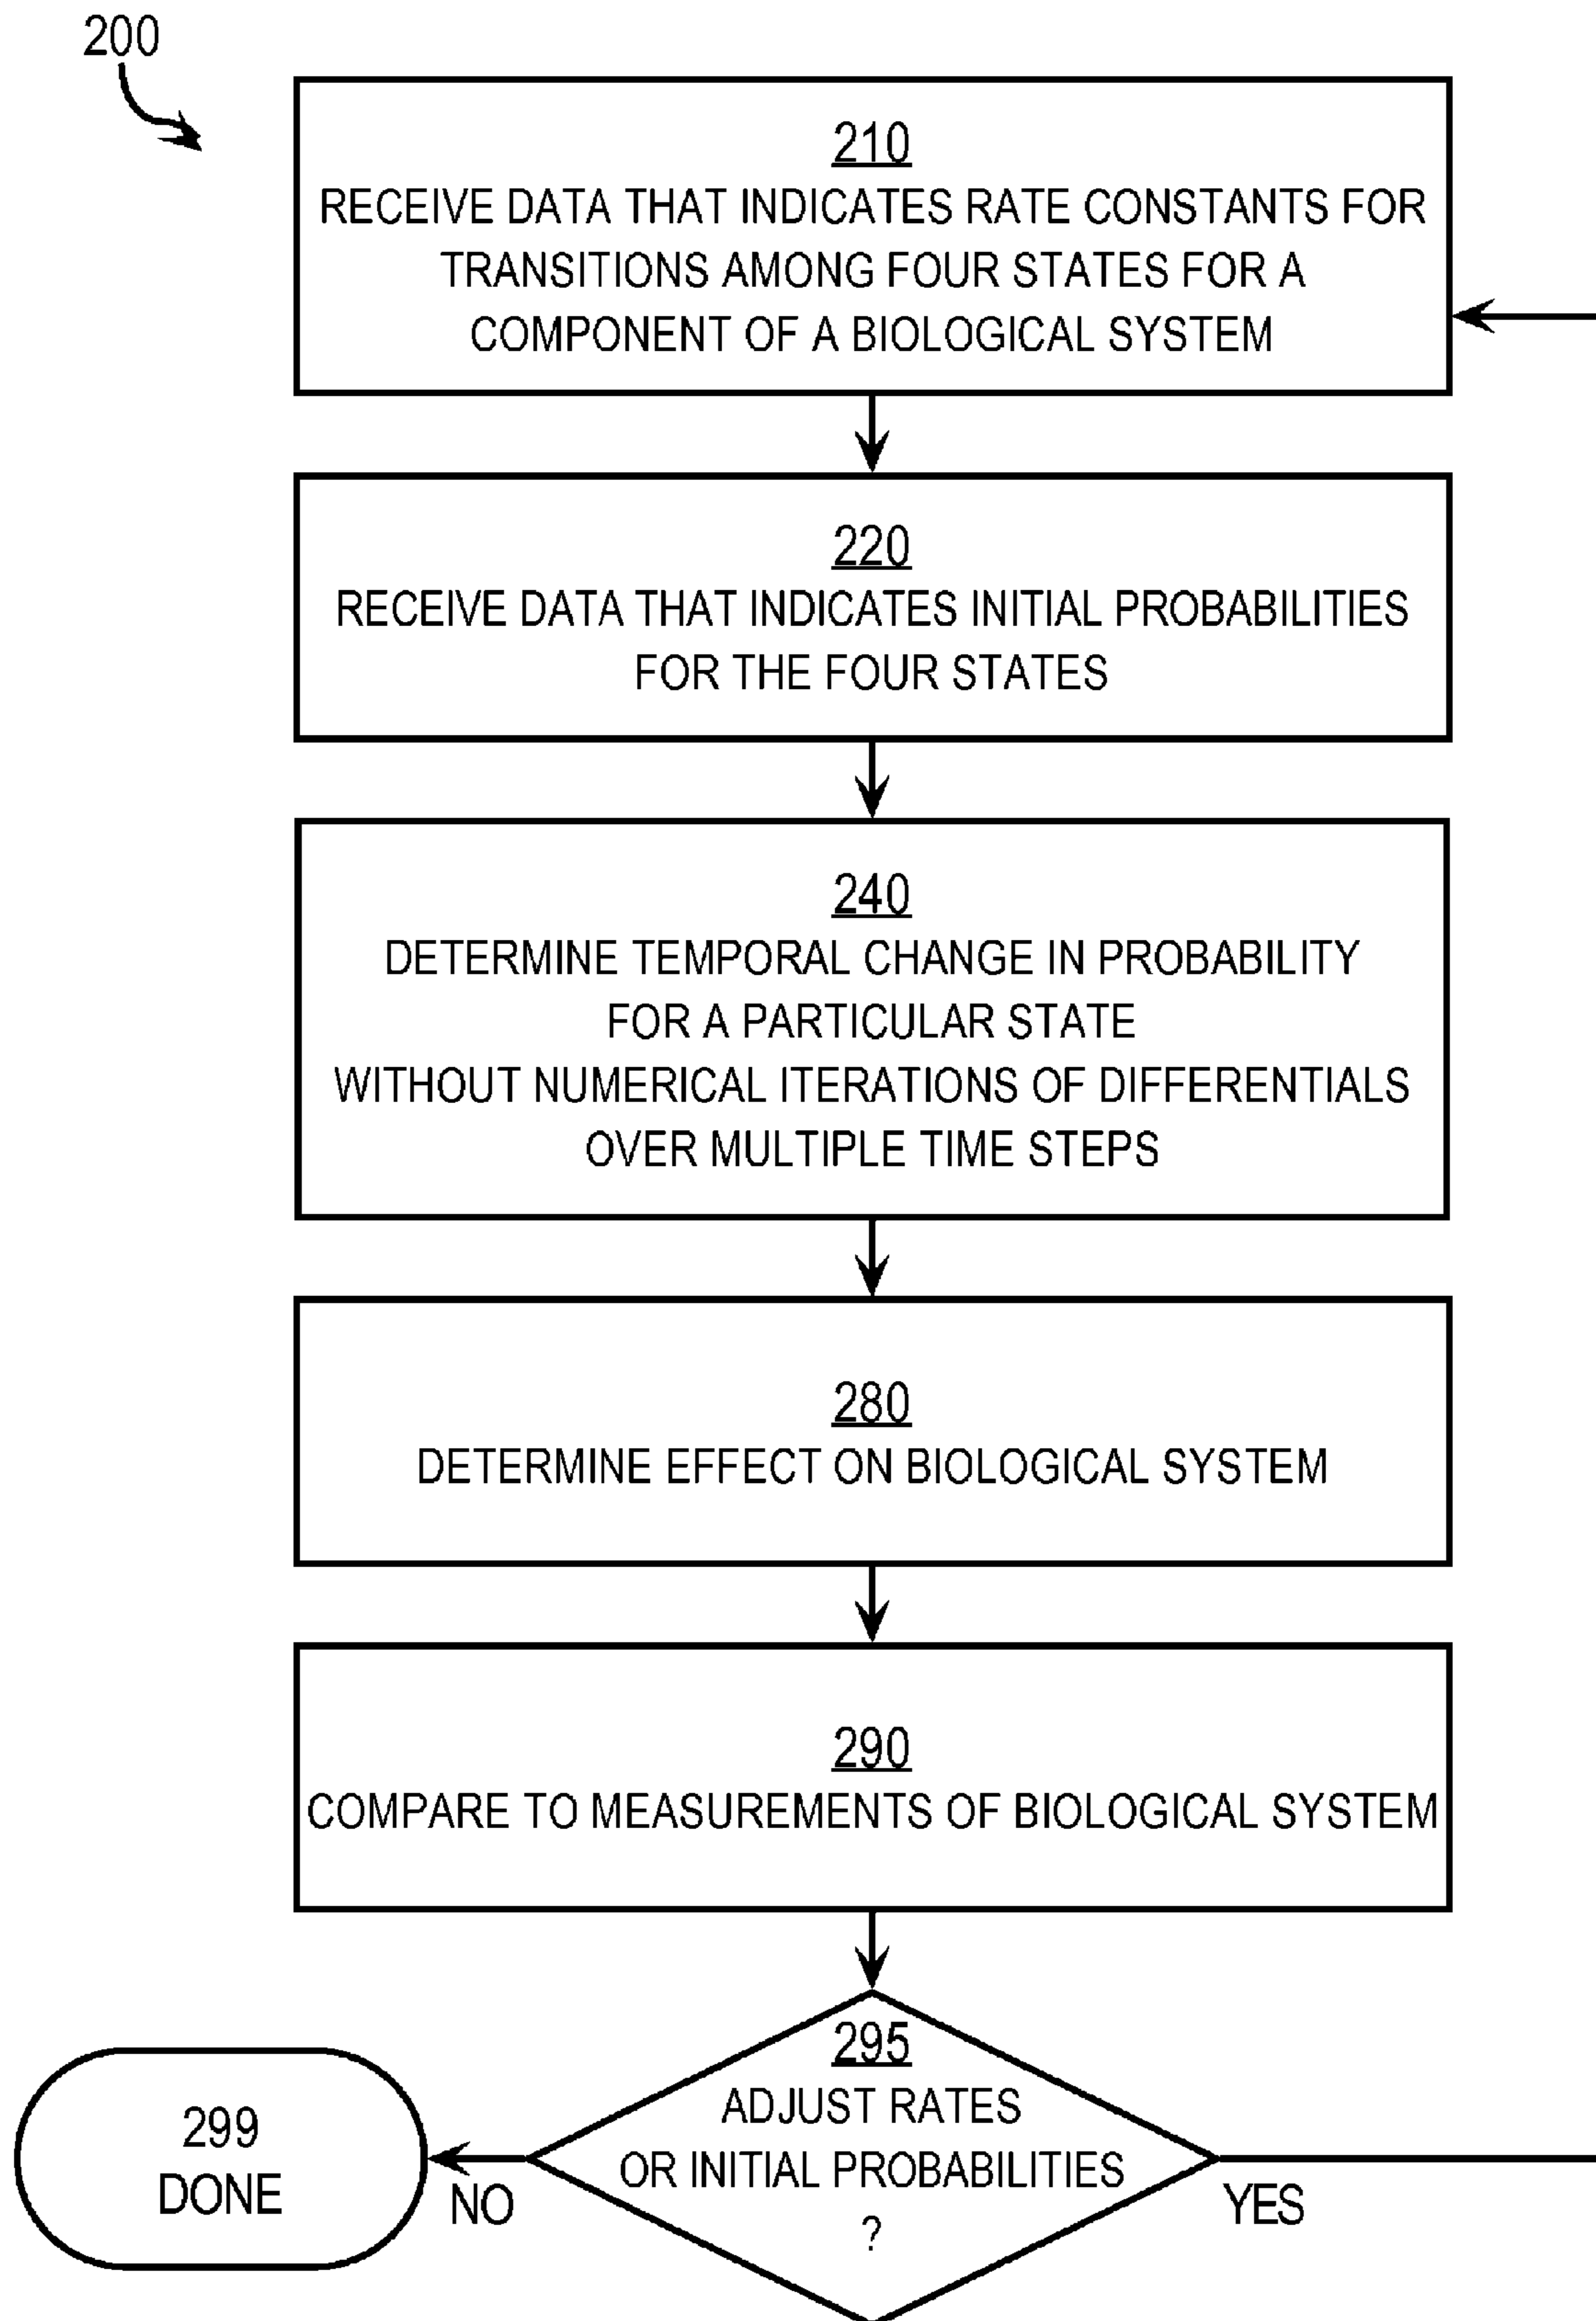 200
210
RECEIVE DATA THAT INDICATES RATE CONSTANTS FOR
TRANSITIONS AMONG FOUR STATES FOR A
COMPONENT OF A BIOLOGICAL SYSTEM
220
RECEIVE DATA THAT INDICATES INITIAL PROBABILITIES
FOR THE FOUR STATES
240
DETERMINE TEMPORAL CHANGE IN PROBABILITY
FOR A PARTICULAR STATE
WITHOUT NUMERICAL ITERATIONS OF DIFFERENTIALS
OVER MULTIPLE TIME STEPS
280
DETERMINE EFFECT ON BIOLOGICAL SYSTEM
290
COMPARE TO MEASUREMENTS OF BIOLOGICAL SYSTEM
295
ADJUST RATES
OR INITIAL PROBABILITIES
?
299
DONE
NO
YES